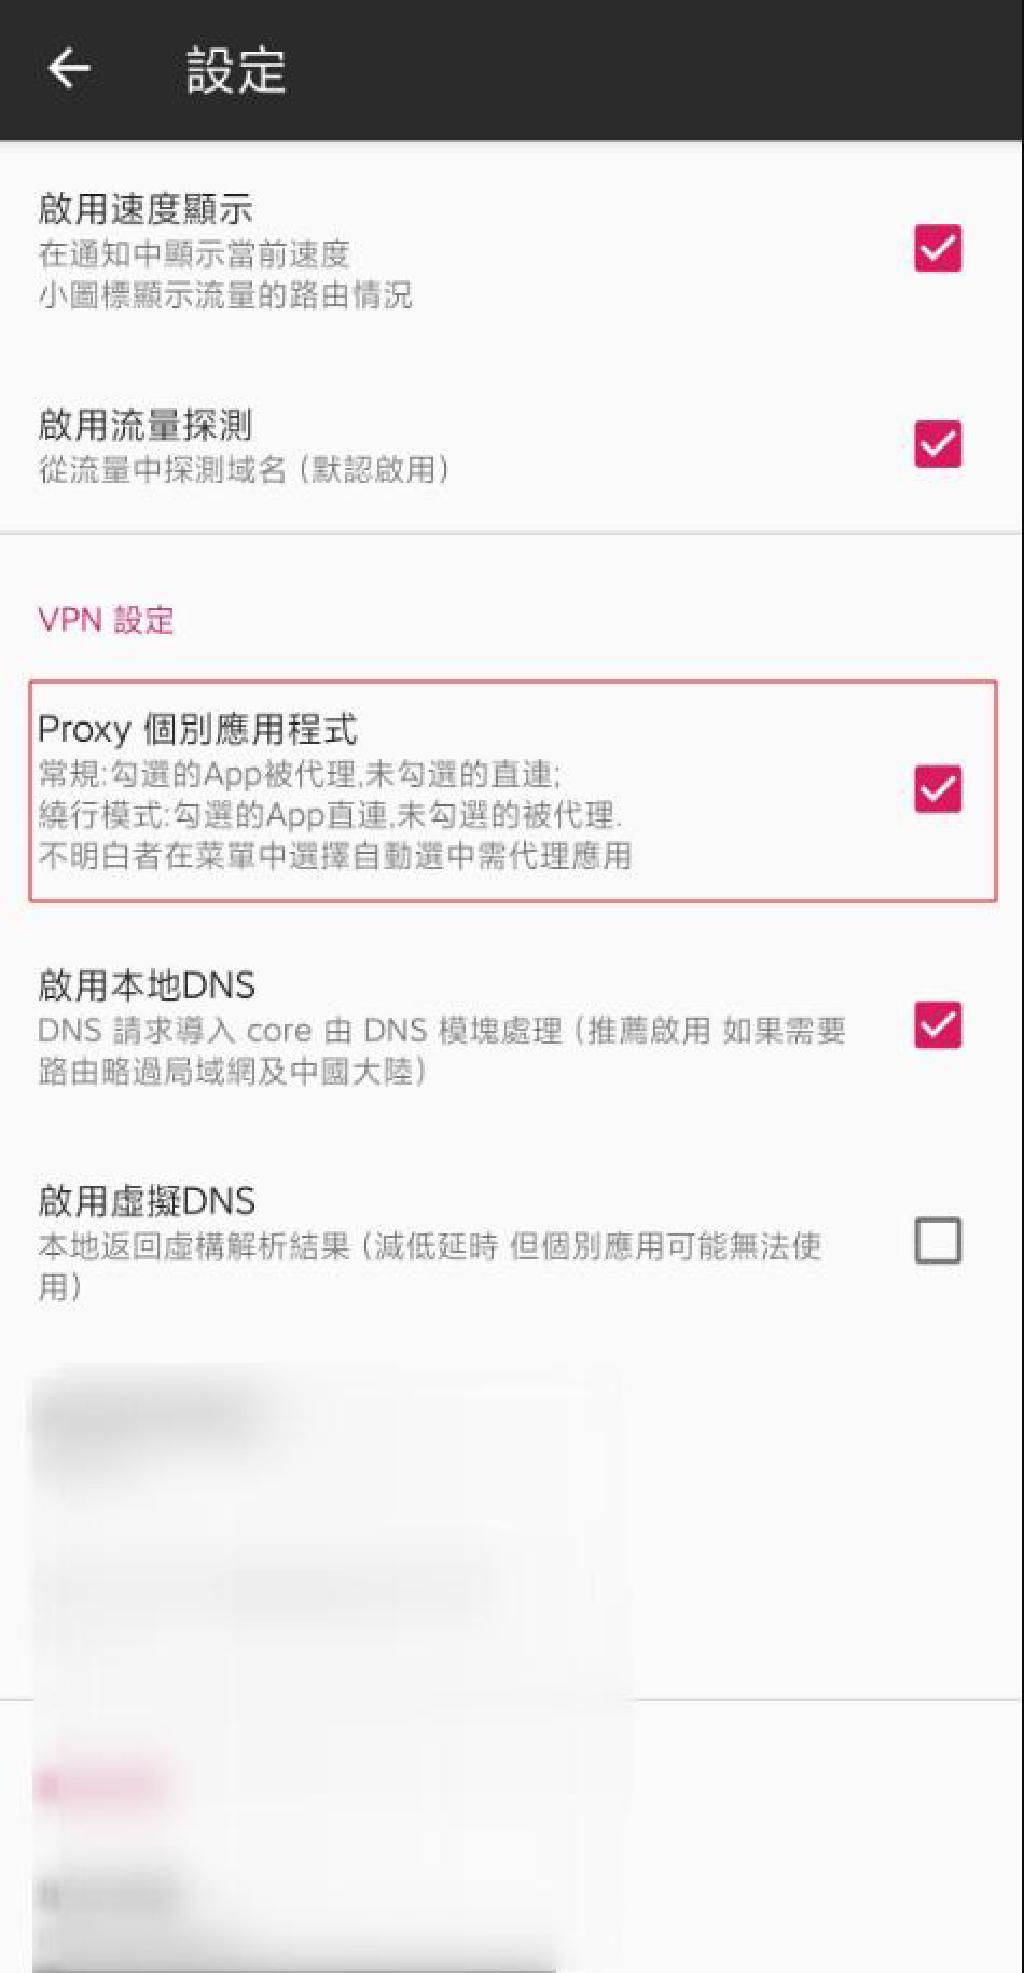 設定
啟用速度顯示
在通知中顯示當前速度
小圖標顯示流量的路由情況
啟用流量探測
從流量中探測域名 (默認啟用)
VPN 設定
Proxy 個別應用程式
常規:勾選的App被代理,未勾選的直連;
繞行模式:勾選的App直連,未勾選的被代理.
不明白者在菜單中選擇自動選中需代理應用
啟用本地DNS
DNS 請求導入 core 由 DNS 模塊處理 (推薦啟用 如果需要
路由略過局域網及中國大陸)
啟用虛擬DNS
本地返回虛構解析結果 (減低延時 但個別應用可能無法使
用)